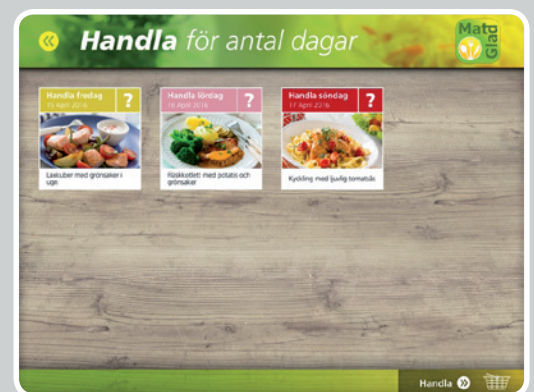 Handla för antal dagar
Matd
Glad
Handla fredag
15 April 2016
?
Handla lördag
16 April 2016
?
Handla söndag
17 April 2016
?
Laxkuber med grönsaker i
ugn
Fläskkotlett med potatis och
grönsaker
Kyckling med ljuvlig tomatsås
Handla